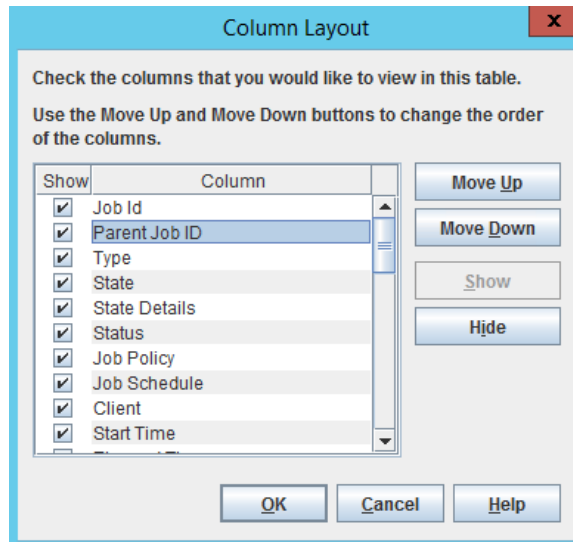 Column Layout
x
Check the columns that you would like to view in this table.
Use the Move Up and Move Down buttons to change the order
of the columns.
Show Column
Job Id
Parent Job ID
Type
State
State Details
Status
Job Policy
Job Schedule
Client
Start Time
Move Up
Move Down
Show
Hide
OK Cancel Help